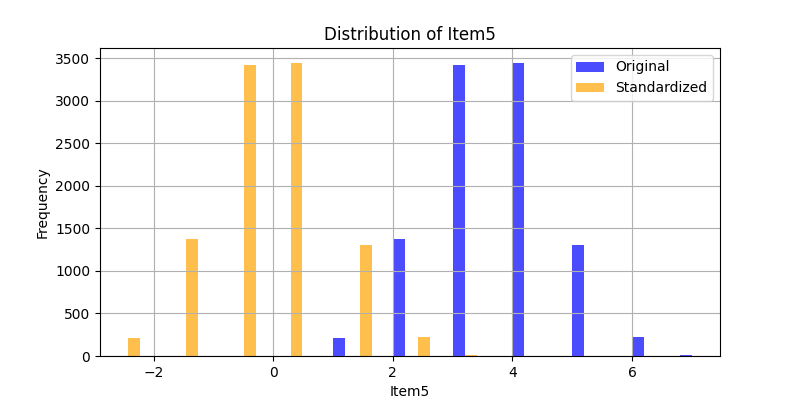 Distribution of Item5
Original
Standardized
Frequency
3500
3000
2500
2000
1500
1000
500
0
−2 0 2 4 6
Item5